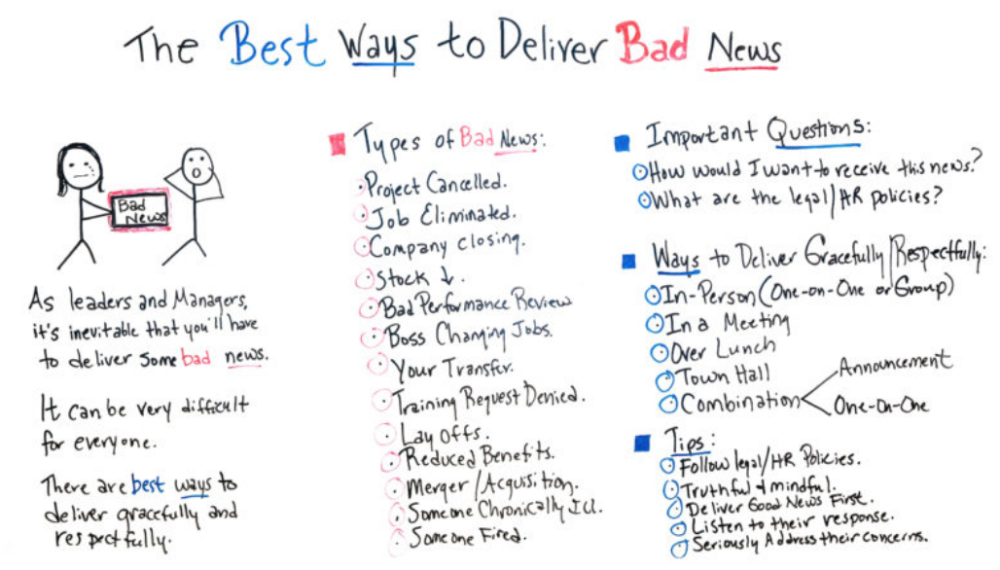 The Best Ways to Deliver Bad News
Bad
News
As leaders and Managers,
it's inevitable that you'll have
to deliver some bad news.
It can be very difficult
for everyone.
There are best ways to
deliver gracefully and
respectfully.
Types of Bad News:
Project Cancelled.
Job Eliminated.
Company closing.
Stock ↓.
Bad Performance Review
Boss Changing Jobs.
Your Transfer.
Training Request Denied.
Lay Offs.
Reduced Benefits.
Merger/Acquisition.
Someone Chronically Ill.
Someone Fired.
Important Questions:
How would I want to receive this news?
What are the legal/HR policies?
Ways to Deliver Gracefully/Respectfully:
In-Person (One-on-One or Group)
In a Meeting
Over Lunch
Town Hall
Combination
Announcement
One-on-One
Tips:
Follow legal/HR Policies.
Truthful & mindful.
Deliver Good News First.
Listen to their response.
Seriously Address their concerns.